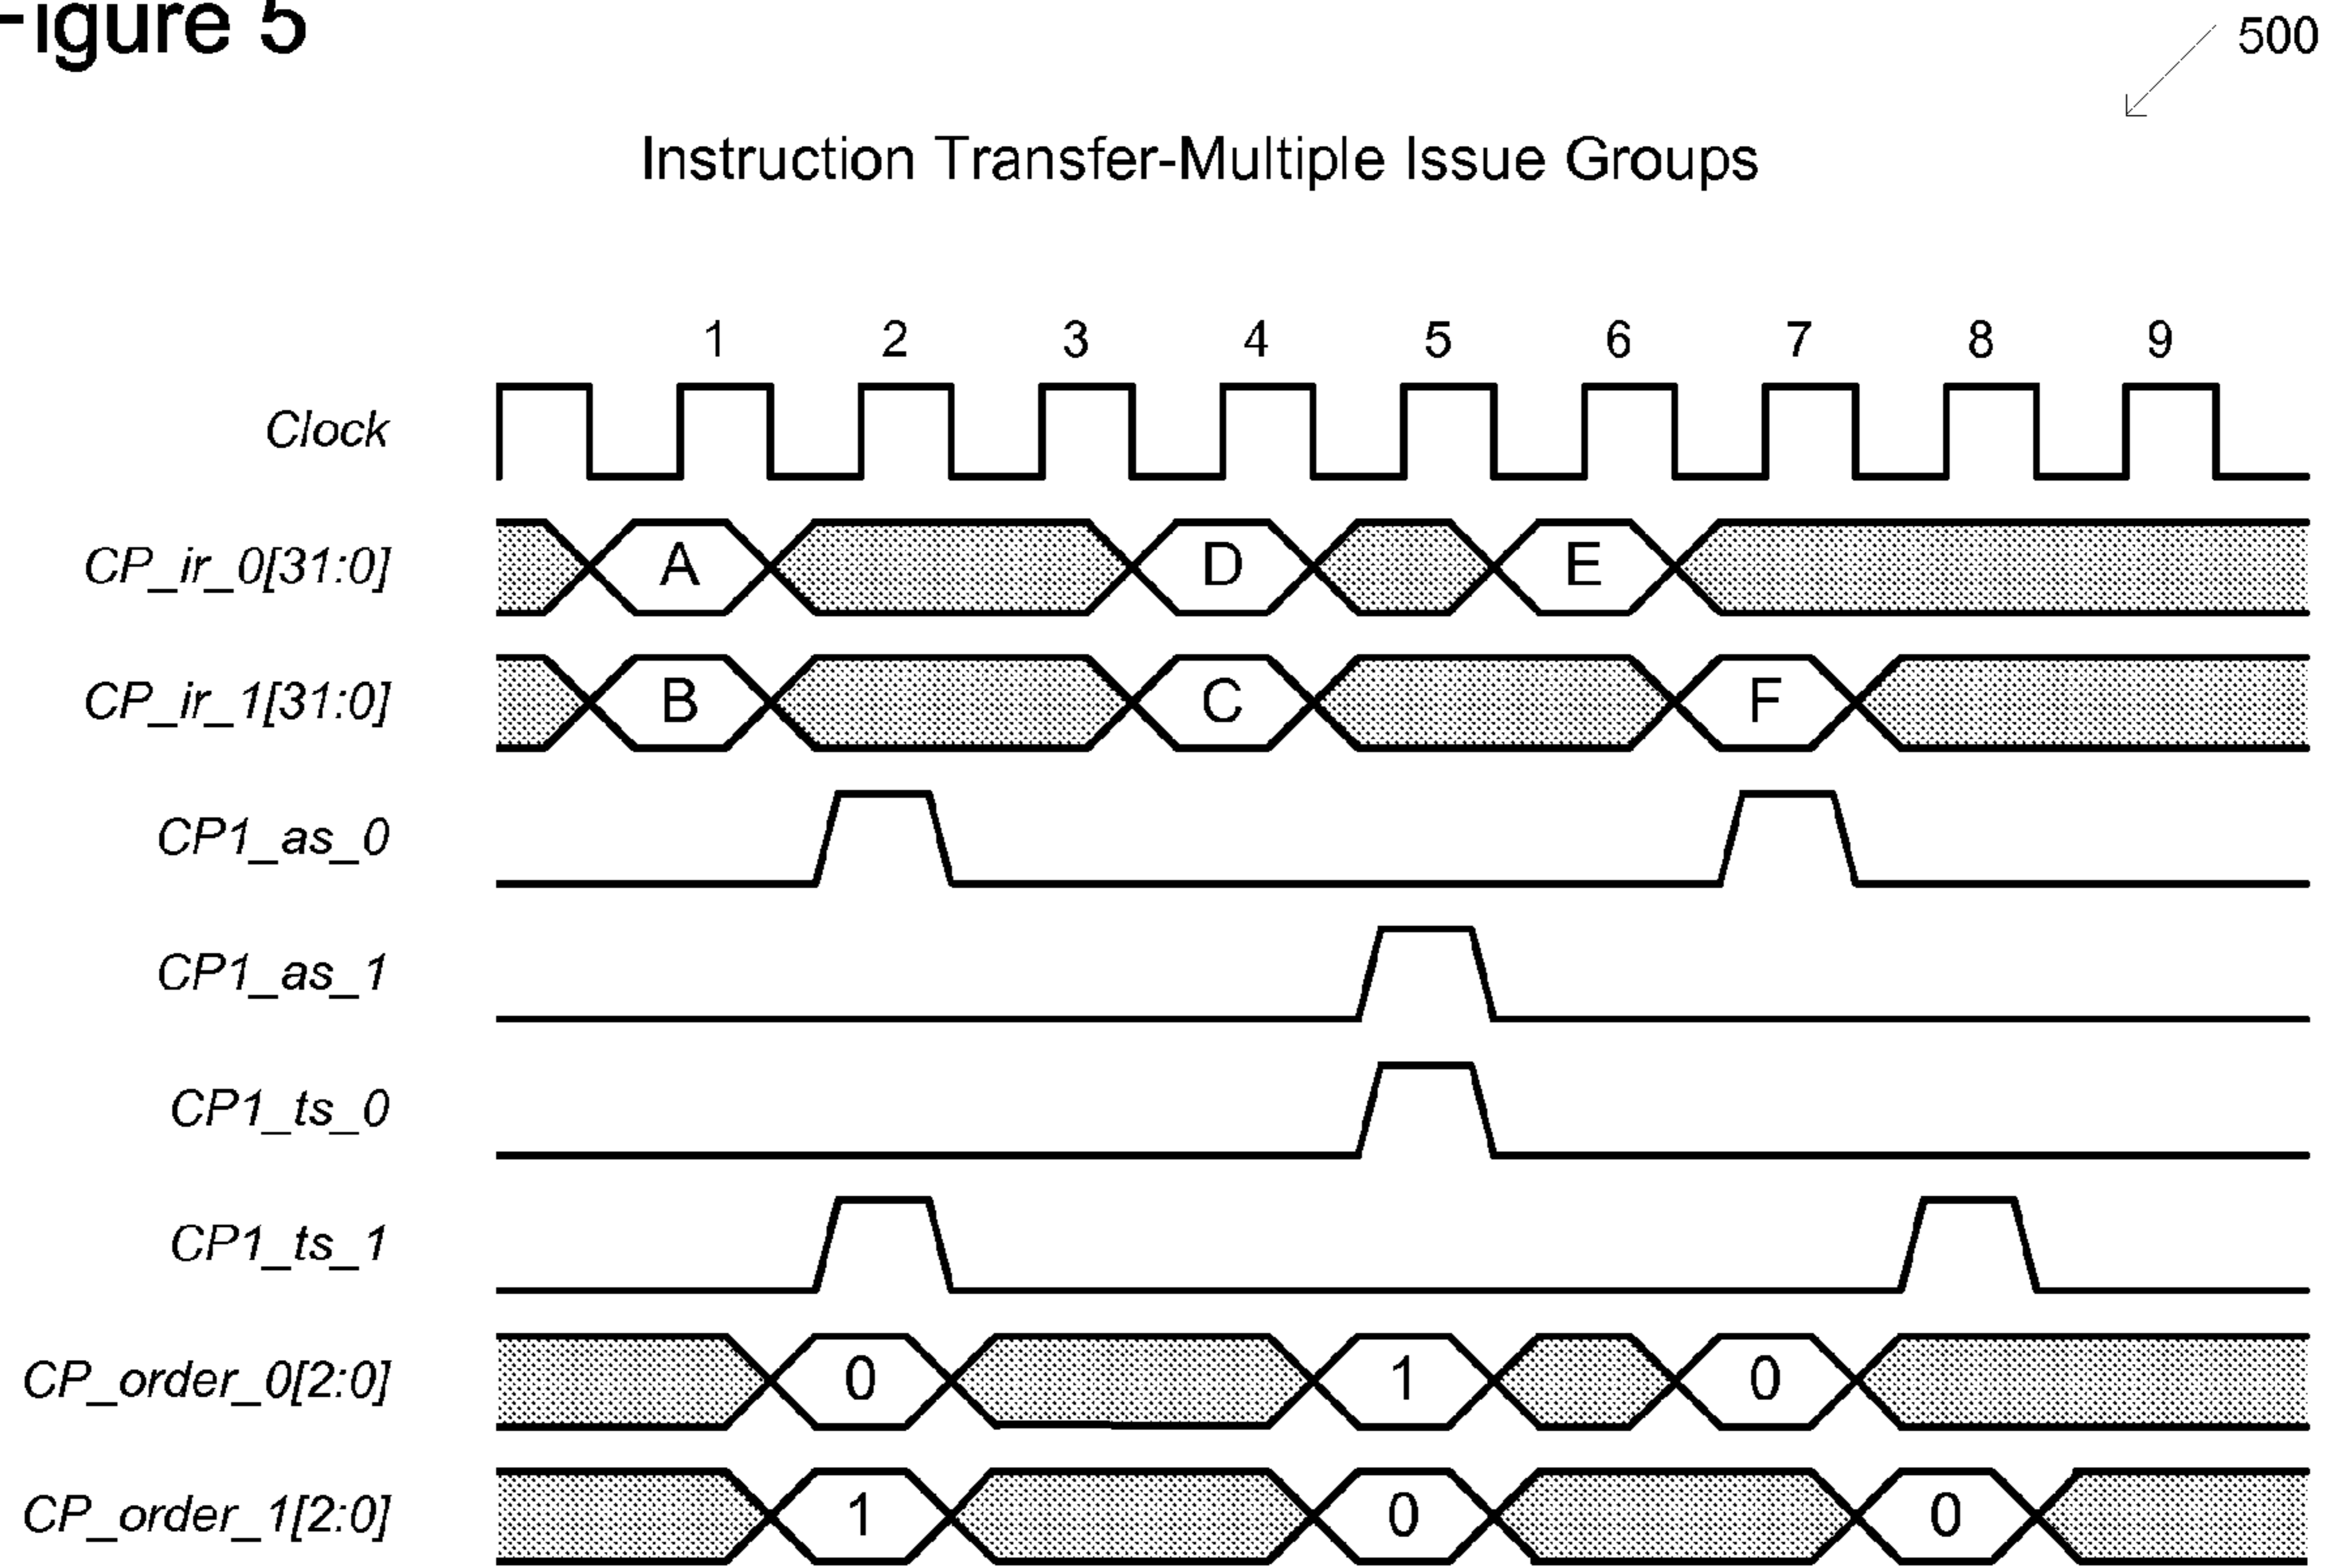 Figure 5
500
Instruction Transfer-Multiple Issue Groups
1 2 3 4 5 6 7 8 9
Clock
CP_ir_0[31:0] A D E
CP_ir_1[31:0] B C F
CP1_as_0
CP1_as_1
CP1_ts_0
CP1_ts_1
CP_order_0[2:0] 0 1 0
CP_order_1[2:0] 1 0 0